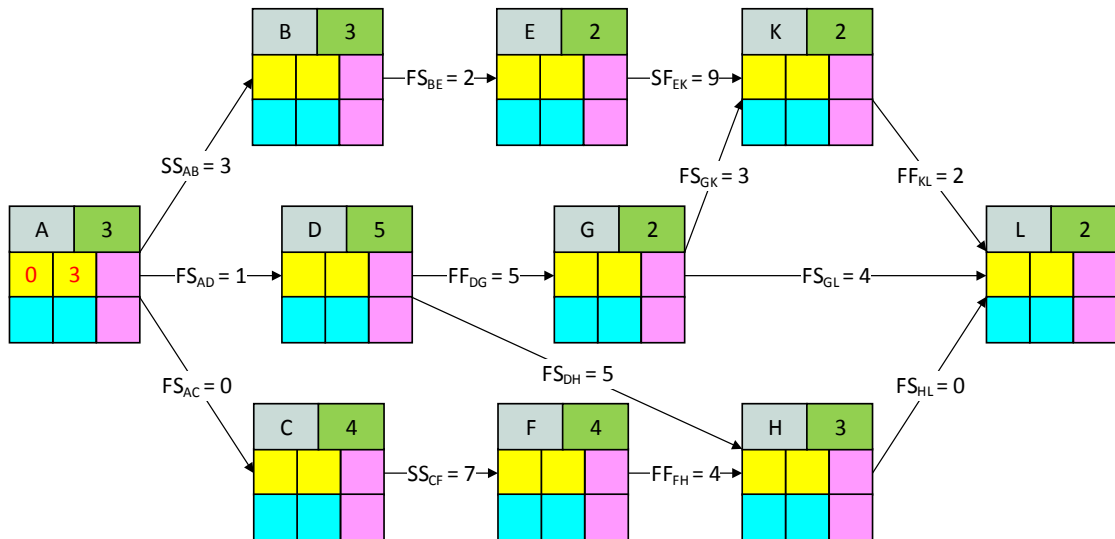 B 3
E 2
K 2
FS_BE = 2
SF_EK = 9
SS_AB = 3
FS_GK = 3
FF_KL = 2
A 3
D 5
G 2
L 2
0 3
FS_AD = 1
FF_DG = 5
FS_GL = 4
FS_AC = 0
FS_DH = 5
FS_HL = 0
C 4
F 4
H 3
SS_CF = 7
FF_FH = 4